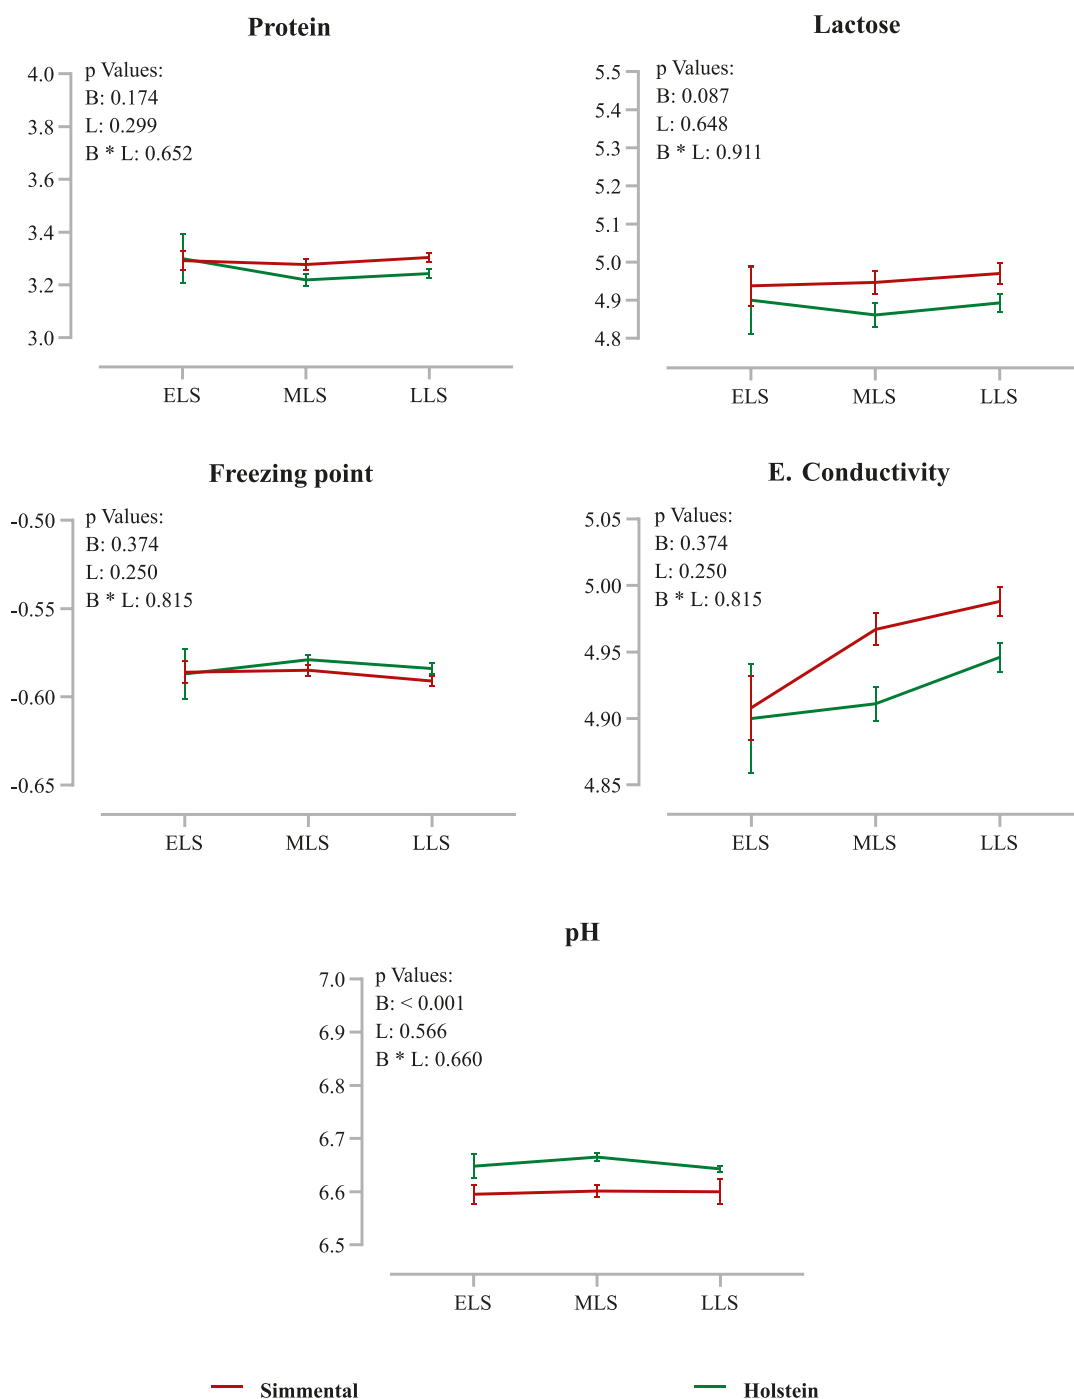 Protein
4.0
3.8
3.6
3.4
3.2
3.0
p Values:
B: 0.174
L: 0.299
B * L: 0.652
ELS MLS LLS
Lactose
5.5
5.4
5.3
5.2
5.1
5.0
4.9
4.8
p Values:
B: 0.087
L: 0.648
B * L: 0.911
ELS MLS LLS
Freezing point
-0.50
-0.55
-0.60
-0.65
p Values:
B: 0.374
L: 0.250
B * L: 0.815
ELS MLS LLS
E. Conductivity
5.05
5.00
4.95
4.90
4.85
p Values:
B: 0.374
L: 0.250
B * L: 0.815
ELS MLS LLS
pH
7.0
6.9
6.8
6.7
6.6
6.5
p Values:
B: < 0.001
L: 0.566
B * L: 0.660
ELS MLS LLS
Simmental Holstein